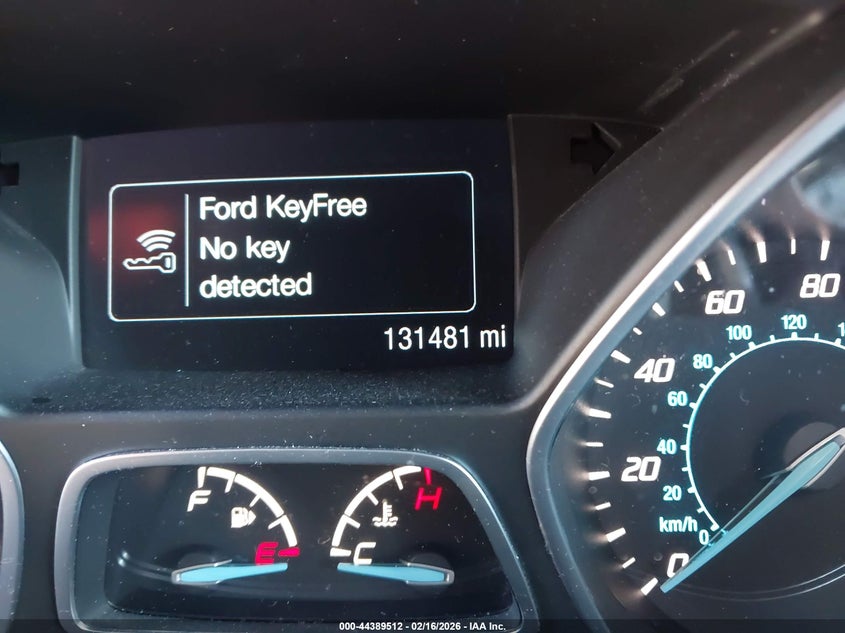 Ford KeyFree
No key
detected
131481 mi
F
E
H
C
80
60
40
20
0
120
100
80
60
40
20
0
km/h
000-44389512 - 02/16/2026 - IAA Inc.